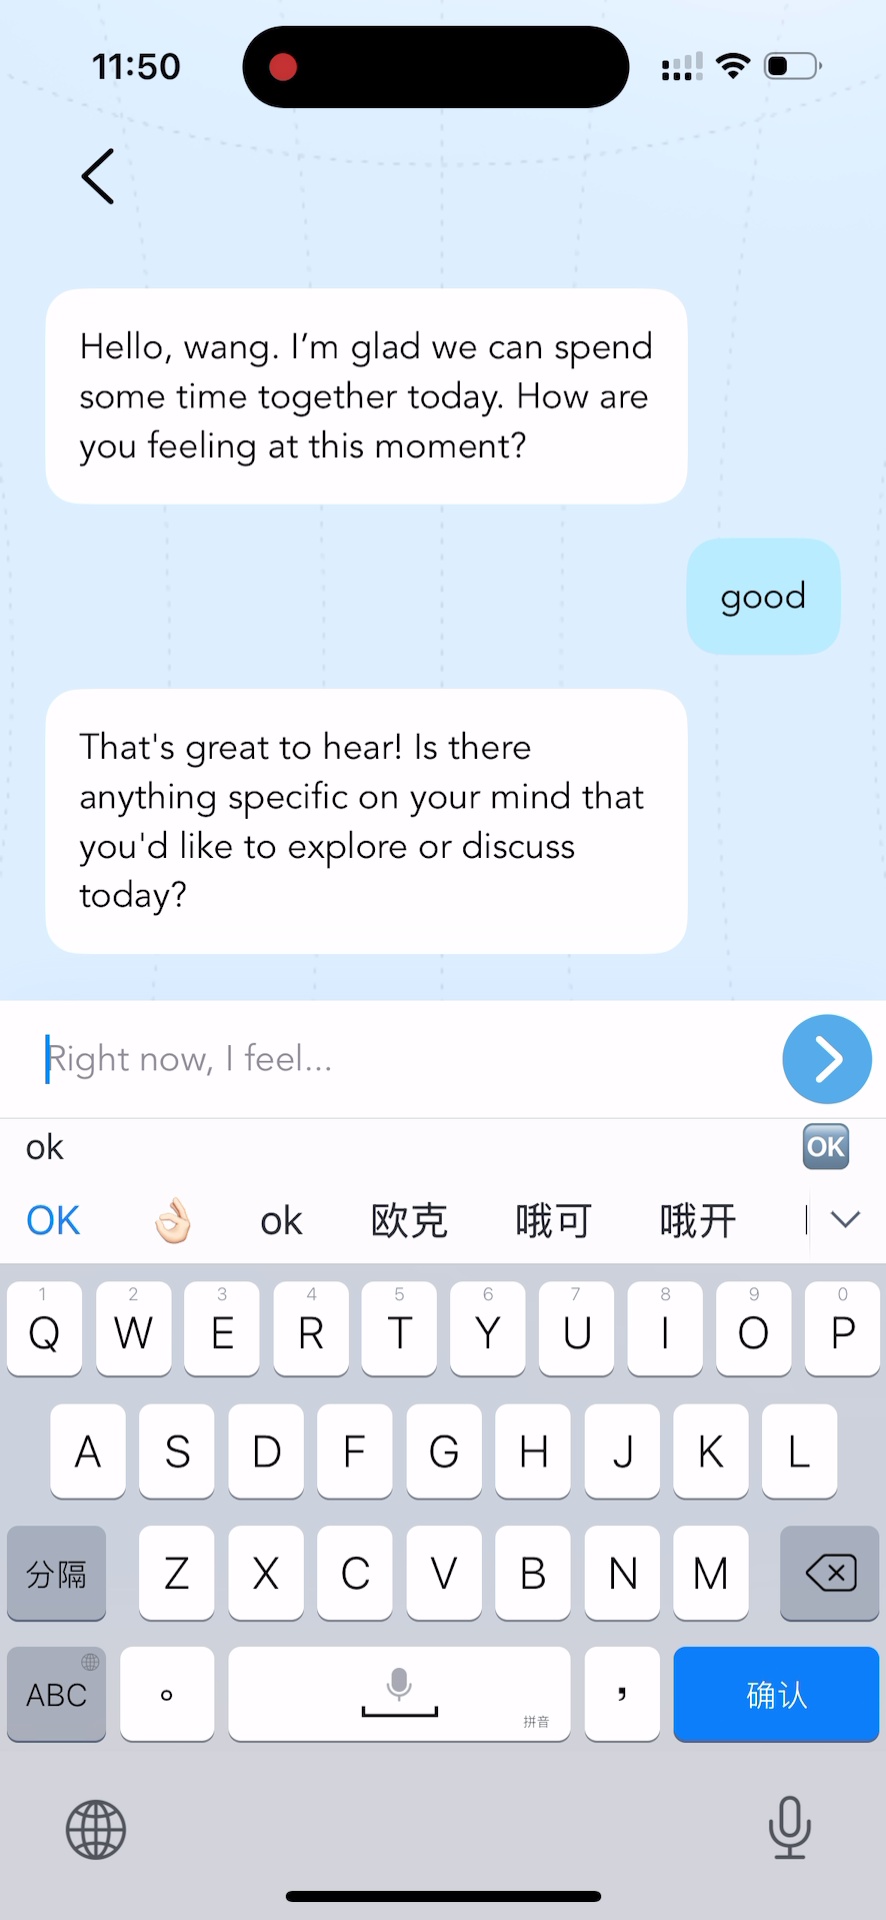 11:50
Hello, wang. I’m glad we can spend
some time together today. How are
you feeling at this moment?
good
That's great to hear! Is there
anything specific on your mind that
you'd like to explore or discuss
today?
Right now, I feel...
ok OK
OK 👌🏻 ok 欧克 哦可 哦开
1 2 3 4 5 6 7 8 9 0
Q W E R T Y U I O P
A S D F G H J K L
分隔 Z X C V B N M
ABC 。 拼音 , 确认